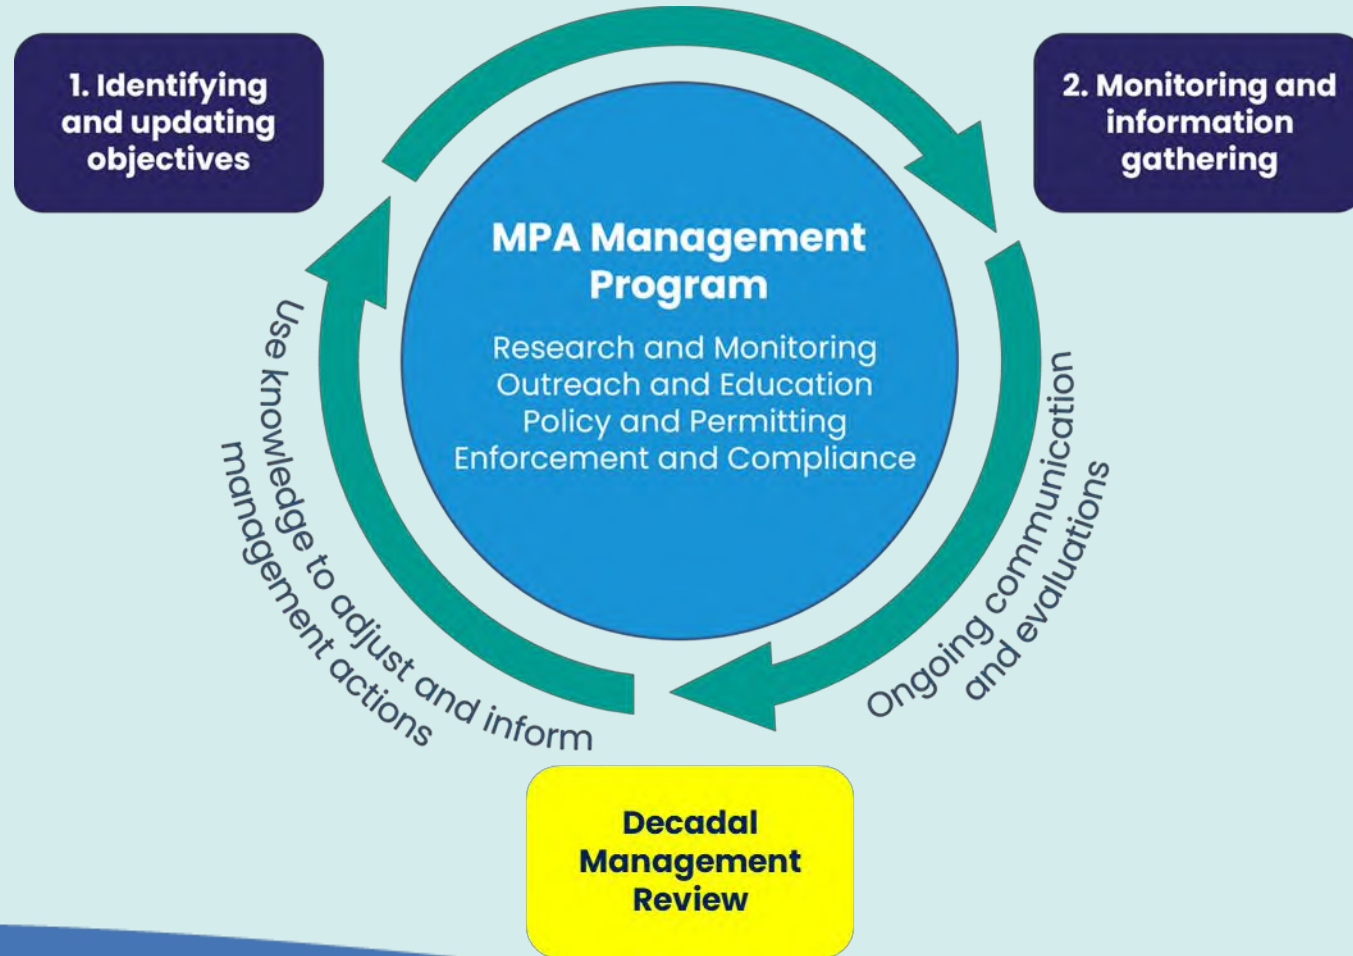 1. Identifying
and updating
objectives
2. Monitoring and
information
gathering
MPA Management
Program
Research and Monitoring
Outreach and Education
Policy and Permitting
Enforcement and Compliance
Ongoing communication
and evaluations
Use knowledge to adjust and inform
management actions
Decadal
Management
Review